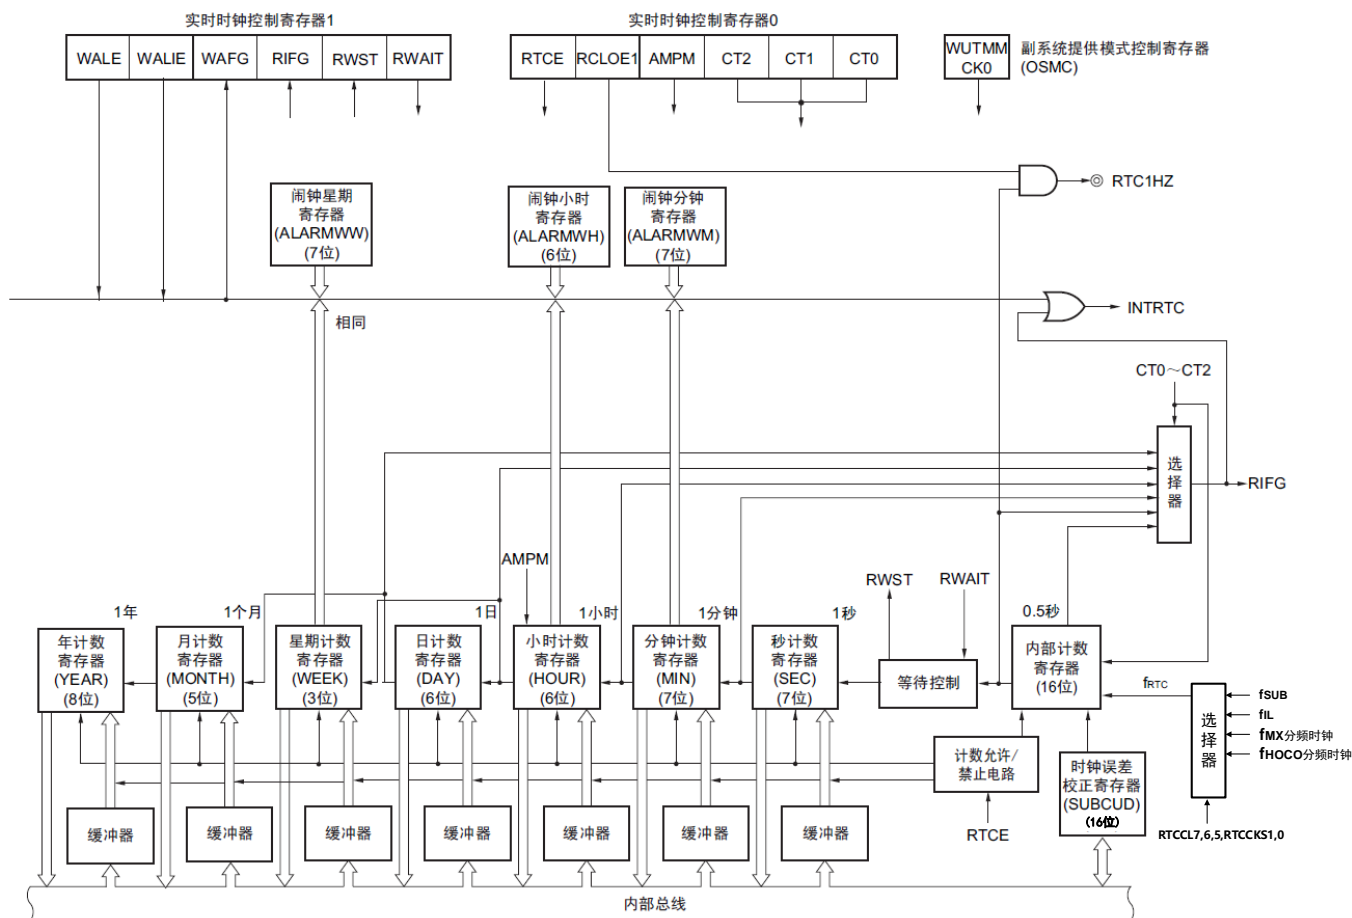 实时时钟控制寄存器1
WALE WALIE WAFG RIFG RWST RWAIT
实时时钟控制寄存器0
RTCE RCLOE1 AMPM CT2 CT1 CT0
WUTMM
CK0
副系统提供模式控制寄存器
(OSMC)
RTC1HZ
闹钟星期
寄存器
(ALARMWW)
(7位)
闹钟小时
寄存器
(ALARMWH)
(6位)
闹钟分钟
寄存器
(ALARMWM)
(7位)
相同
INTRTC
CT0～CT2
选
择
器
RIFG
AMPM
RWST
RWAIT
1年
1个月
1日
1小时
1分钟
1秒
0.5秒
年计数
寄存器
(YEAR)
(8位)
月计数
寄存器
(MONTH)
(5位)
星期计数
寄存器
(WEEK)
(3位)
日计数
寄存器
(DAY)
(6位)
小时计数
寄存器
(HOUR)
(6位)
分钟计数
寄存器
(MIN)
(7位)
秒计数
寄存器
(SEC)
(7位)
等待控制
内部计数
寄存器
(16位)
fRTC
选
择
器
fSUB
fIL
fMX分频时钟
fHOCO分频时钟
RTCCL7,6,5,RTCCKS1,0
计数允许/
禁止电路
RTCE
时钟误差
校正寄存器
(SUBCUD)
(16位)
缓冲器
缓冲器
缓冲器
缓冲器
缓冲器
缓冲器
缓冲器
内部总线